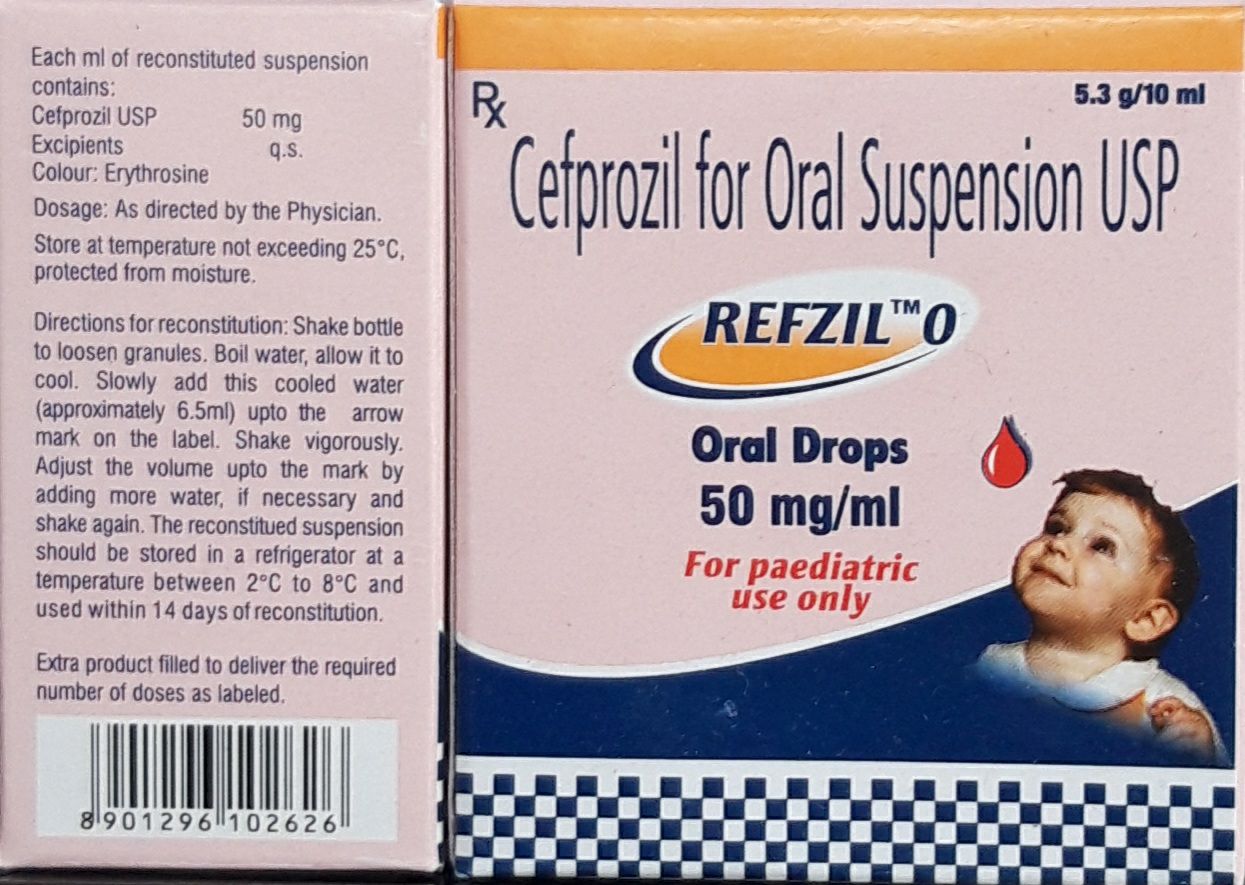 Each ml of reconstituted suspension
contains:
Cefprozil USP 50 mg
Excipients q.s.
Colour: Erythrosine
Dosage: As directed by the Physician.
Store at temperature not exceeding 25°C,
protected from moisture.
Directions for reconstitution: Shake bottle
to loosen granules. Boil water, allow it to
cool. Slowly add this cooled water
(approximately 6.5ml) upto the arrow
mark on the label. Shake vigorously.
Adjust the volume upto the mark by
adding more water, if necessary and
shake again. The reconstitued suspension
should be stored in a refrigerator at a
temperature between 2°C to 8°C and
used within 14 days of reconstitution.
Extra product filled to deliver the required
number of doses as labeled.
8 901296 102626
Rx 5.3 g/10 ml
Cefprozil for Oral Suspension USP
REFZIL™ O
Oral Drops
50 mg/ml
For paediatric
use only